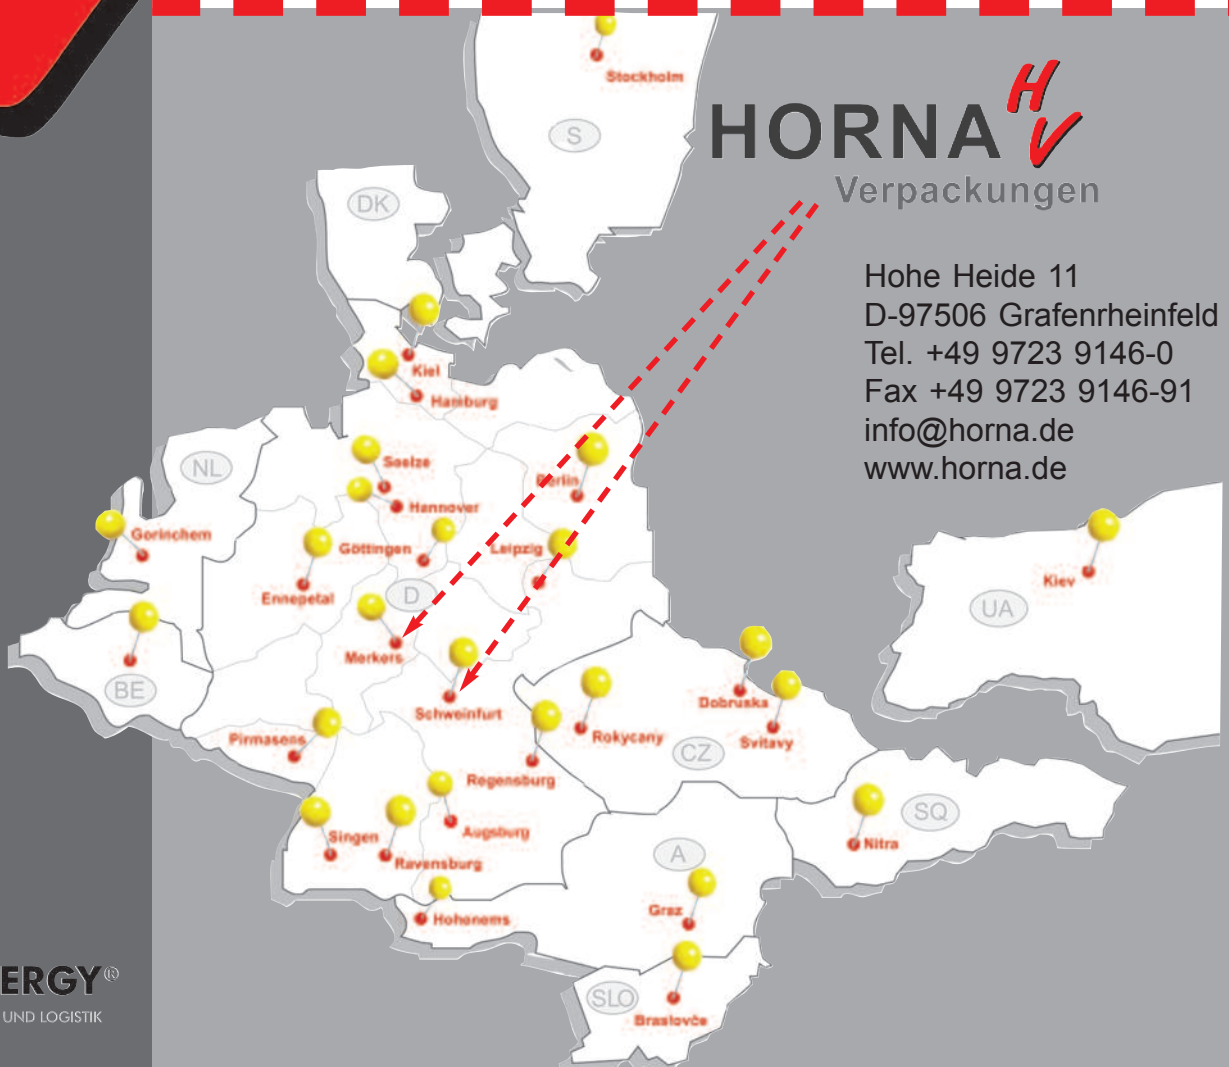 Stockholm
S
HORNA HV
Verpackungen
DK
Hohe Heide 11
D-97506 Grafenrheinfeld
Tel. +49 9723 9146-0
Fax +49 9723 9146-91
info@horna.de
www.horna.de
Kiel
Hamburg
NL
Seelze
Berlin
Hannover
Gorinchem
Göttingen
Leipzig
Kiev
Ennepetal
D
UA
Merkers
BE
Schweinfurt
Dobruska
Pirmasens
Rokycany
Svitavy
CZ
Regensburg
SQ
Singen
Augsburg
Nitra
A
Ravensburg
Graz
Hohenems
ERGY®
SLO
UND LOGISTIK
Braslovče